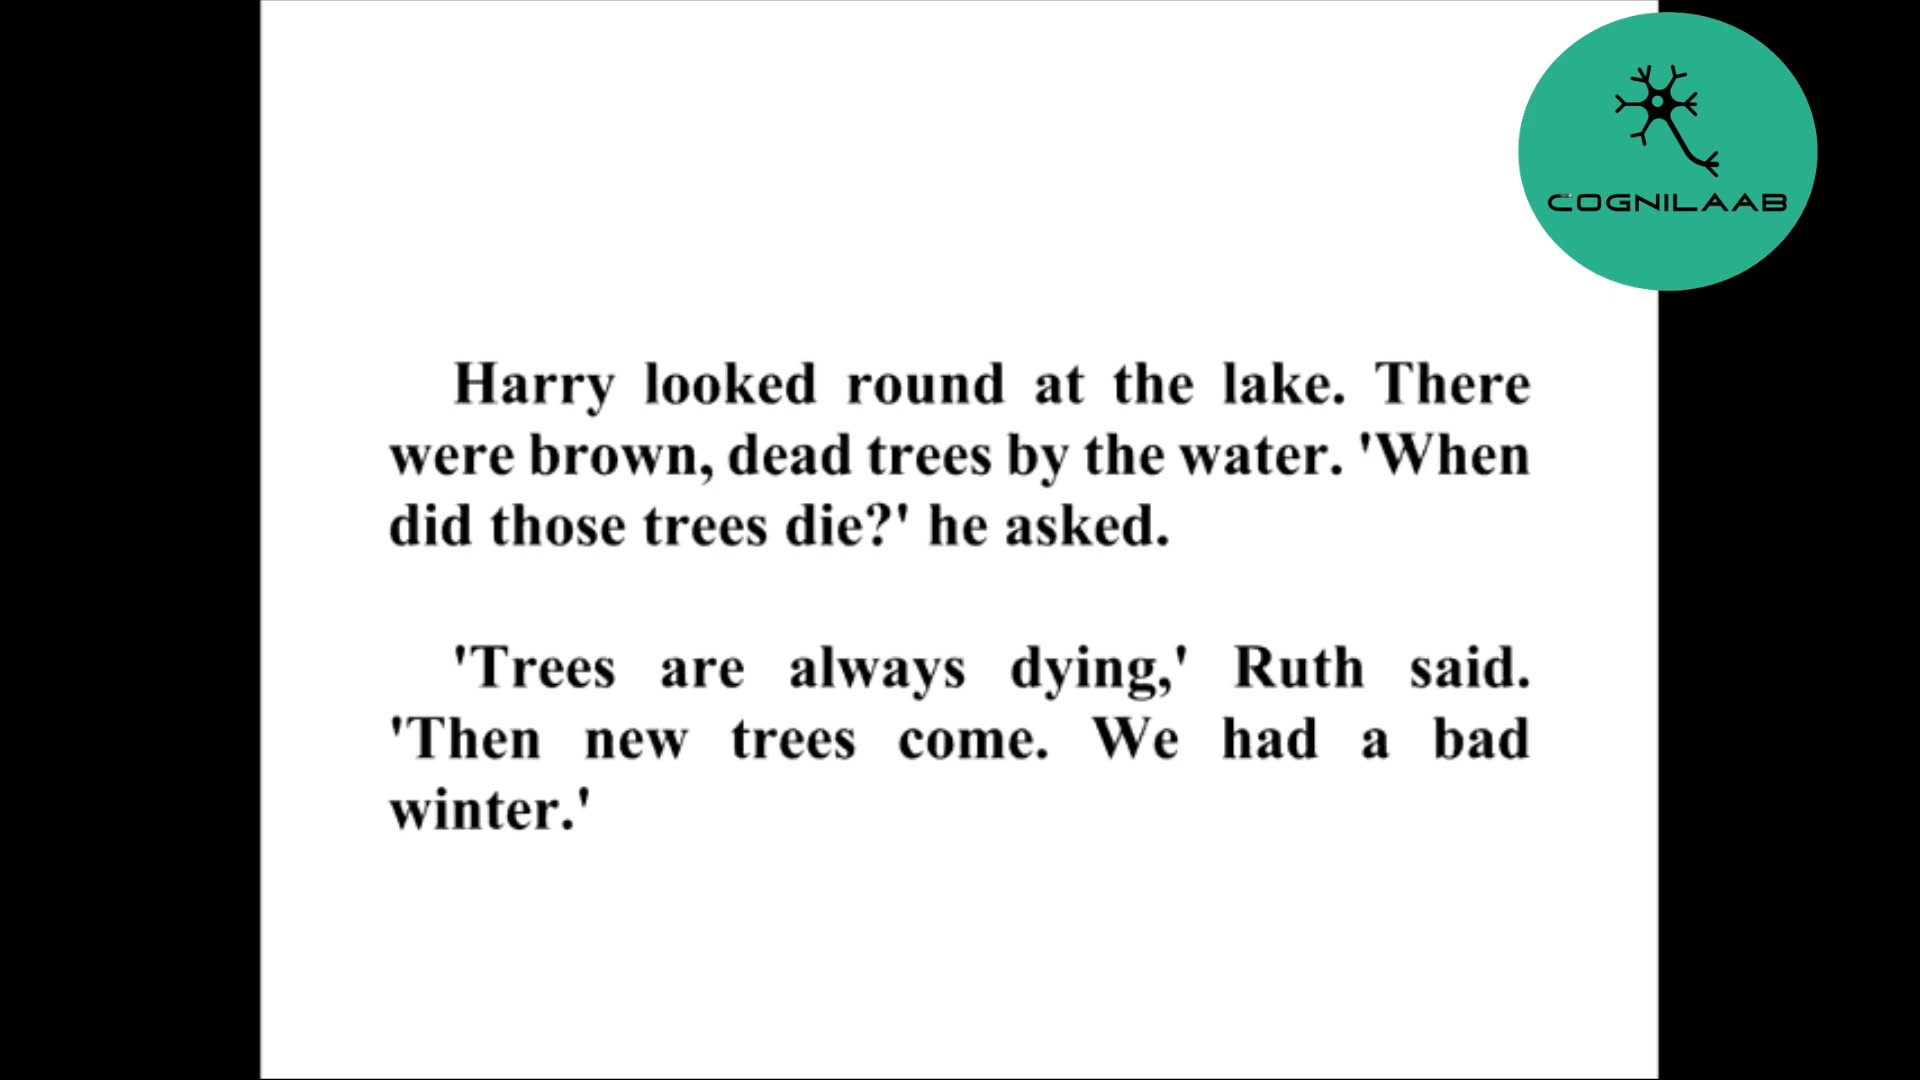 COGNILAAB
Harry looked round at the lake. There
were brown, dead trees by the water. 'When
did those trees die?' he asked.
'Trees are always dying,' Ruth said.
'Then new trees come. We had a bad
winter.'